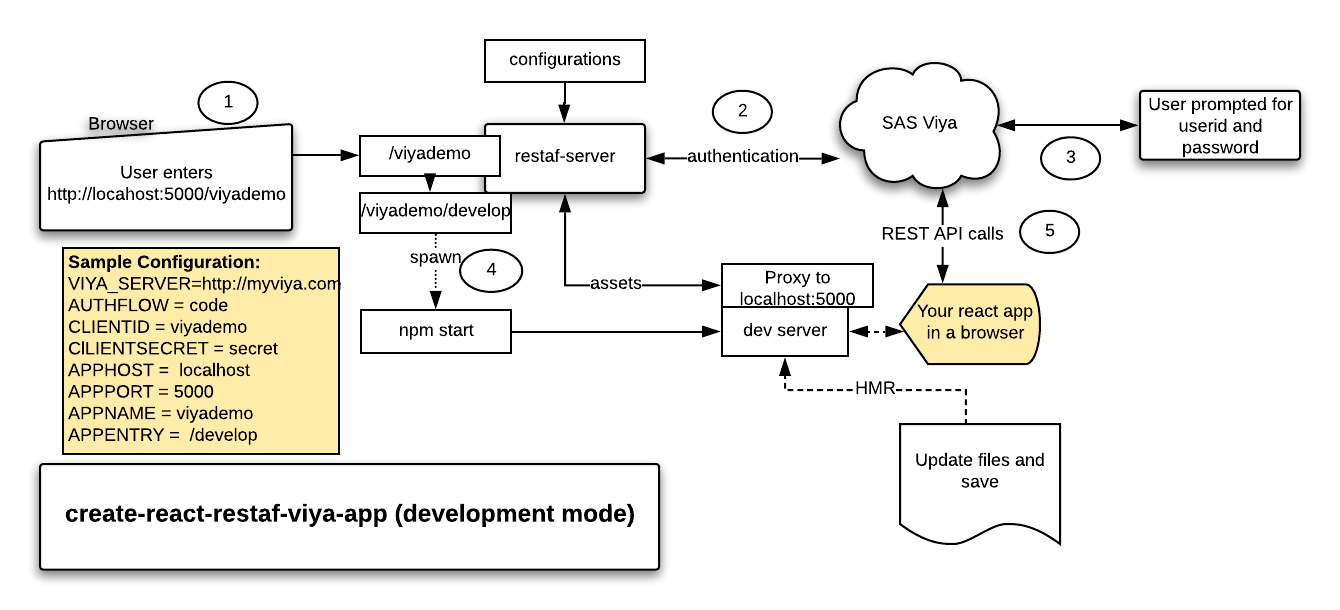 configurations
1
Browser
User enters
http://locahost:5000/viyademo
/viyademo
restaf-server
/viyademo/develop
2
authentication
SAS Viya
3
User prompted for
userid and
password
spawn
4
assets
REST API calls
5
Proxy to
localhost:5000
dev server
npm start
Your react app
in a browser
HMR
Update files and
save
Sample Configuration:
VIYA_SERVER=http://myviya.com
AUTHFLOW = code
CLIENTID = viyademo
ClLIENTSECRET = secret
APPHOST =  localhost
APPPORT = 5000
APPNAME = viyademo
APPENTRY =  /develop
create-react-restaf-viya-app (development mode)